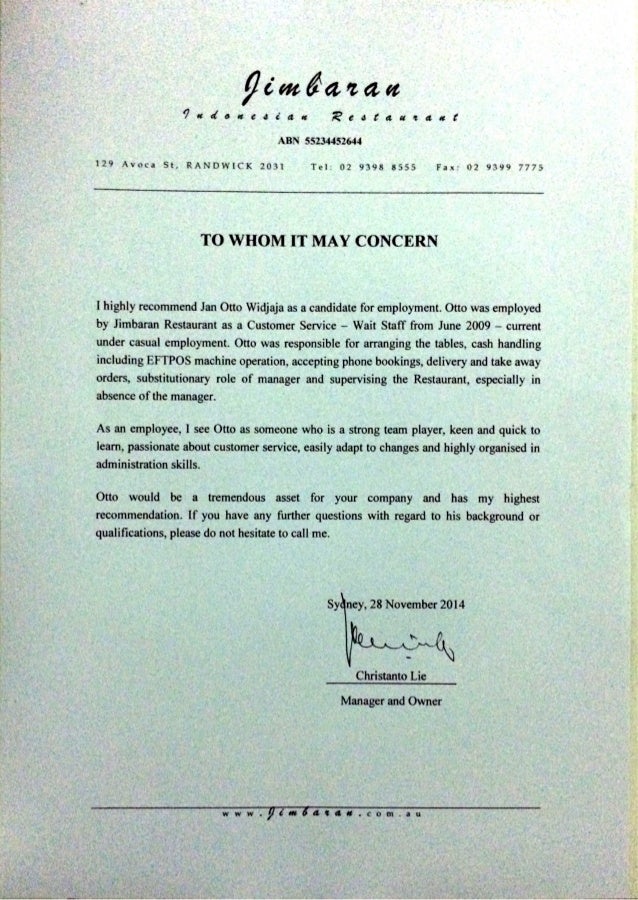 Jimbaran
Indonesian Restaurant
ABN 55234452644
129 Avoca St, RANDWICK 2031 Tel: 02 9398 8555 Fax: 02 9399 7775
TO WHOM IT MAY CONCERN
I highly recommend Jan Otto Widjaja as a candidate for employment. Otto was employed
by Jimbaran Restaurant as a Customer Service – Wait Staff from June 2009 – current
under casual employment. Otto was responsible for arranging the tables, cash handling
including EFTPOS machine operation, accepting phone bookings, delivery and take away
orders, substitutionary role of manager and supervising the Restaurant, especially in
absence of the manager.
As an employee, I see Otto as someone who is a strong team player, keen and quick to
learn, passionate about customer service, easily adapt to changes and highly organised in
administration skills.
Otto would be a tremendous asset for your company and has my highest
recommendation. If you have any further questions with regard to his background or
qualifications, please do not hesitate to call me.
Sydney, 28 November 2014
Christanto Lie
Manager and Owner
www.Jimbaran.com.au